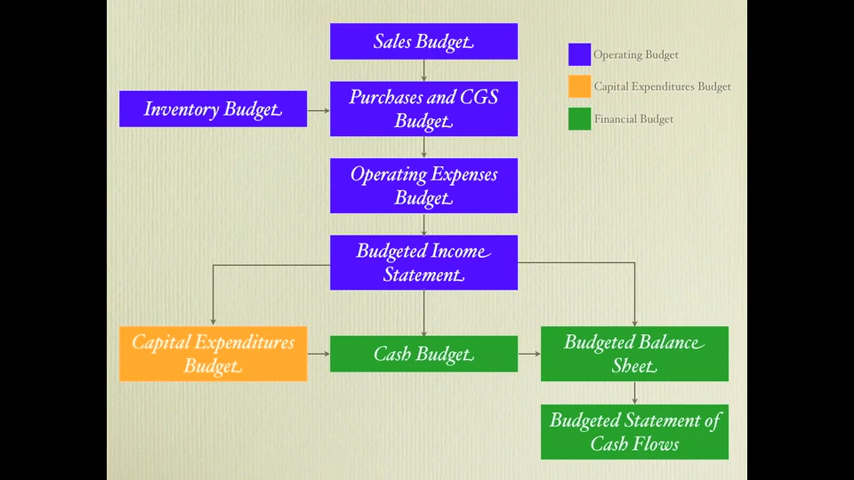 Sales Budget
Operating Budget
Capital Expenditures Budget
Financial Budget
Inventory Budget
Purchases and CGS
Budget
Operating Expenses
Budget
Budgeted Income
Statement
Capital Expenditures
Budget
Cash Budget
Budgeted Balance
Sheet
Budgeted Statement of
Cash Flows